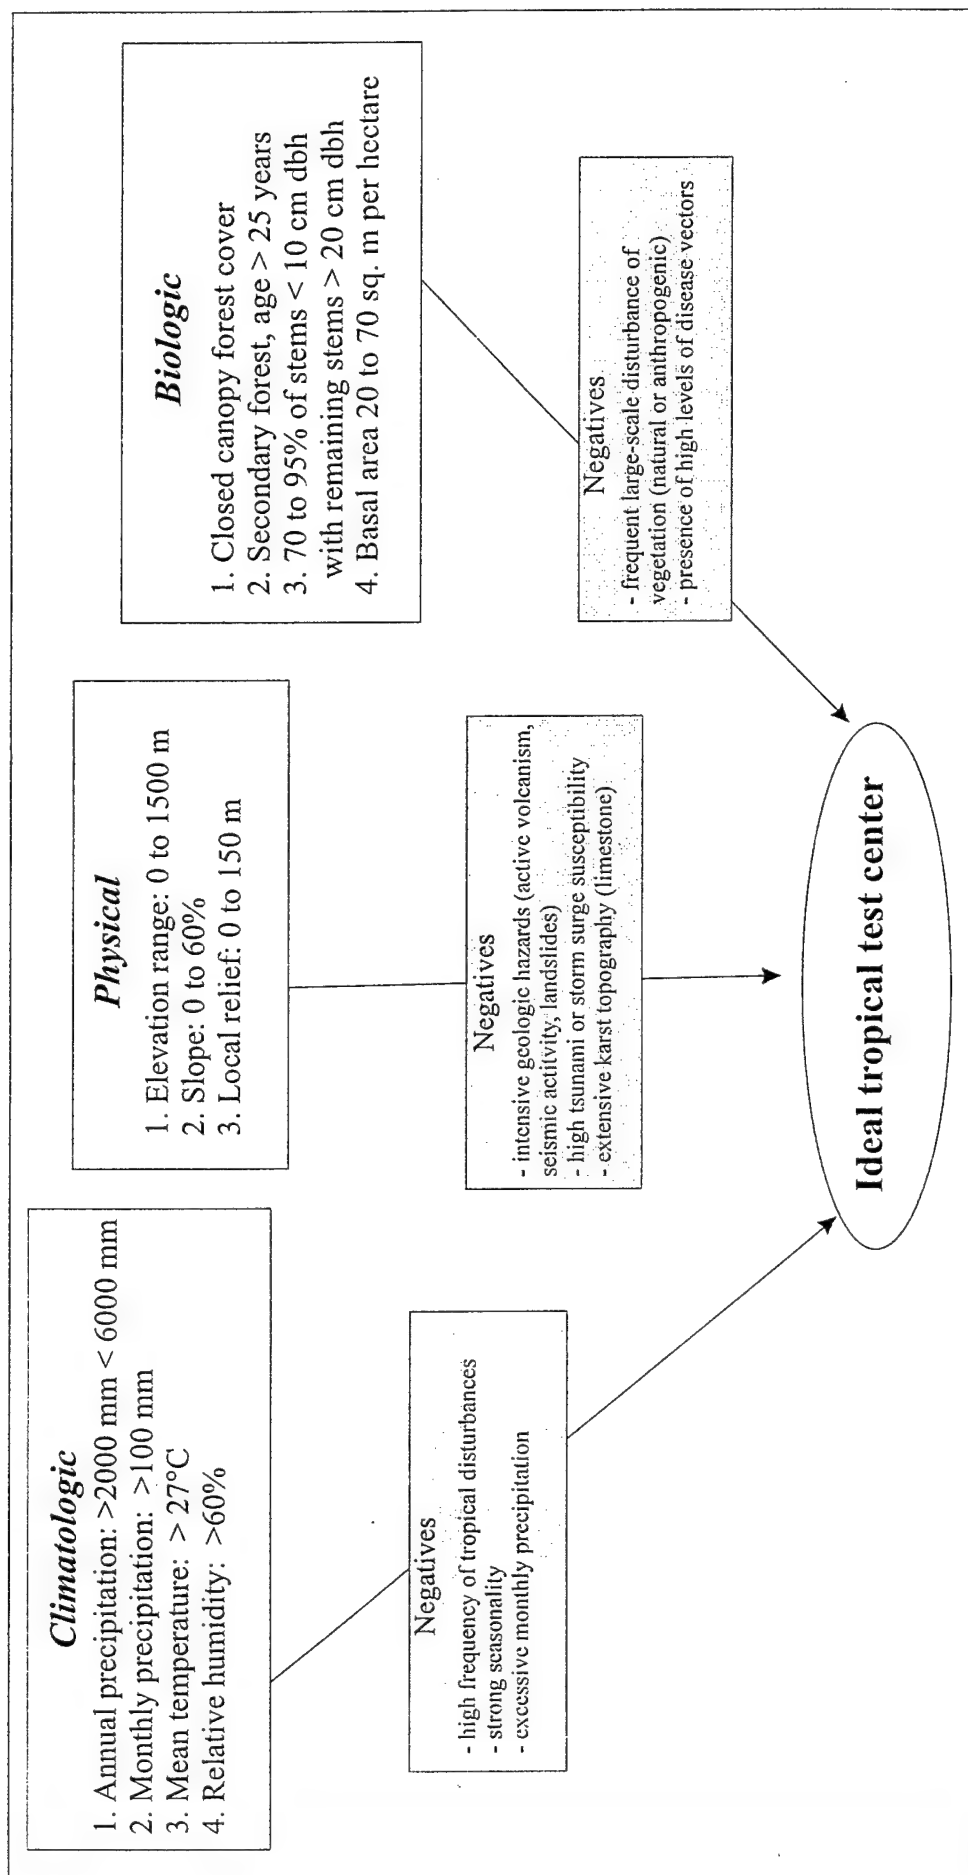 Climatologic
1. Annual precipitation: >2000 mm < 6000 mm
2. Monthly precipitation: >100 mm
3. Mean temperature: > 27°C
4. Relative humidity: >60%
Negatives
- high frequency of tropical disturbances
- strong seasonality
- excessive monthly precipitation
Physical
1. Elevation range: 0 to 1500 m
2. Slope: 0 to 60%
3. Local relief: 0 to 150 m
Negatives
- intensive geologic hazards (active volcanism,
seismic actitvity, landslides)
- high tsunami or storm surge susceptibility
- extensive karst topography (limestone)
Biologic
1. Closed canopy forest cover
2. Secondary forest, age > 25 years
3. 70 to 95% of stems < 10 cm dbh
with remaining stems > 20 cm dbh
4. Basal area 20 to 70 sq. m per hectare
Negatives
- frequent large-scale disturbance of
vegetation (natural or anthropogenic)
- presence of high levels of disease vectors
Ideal tropical test center